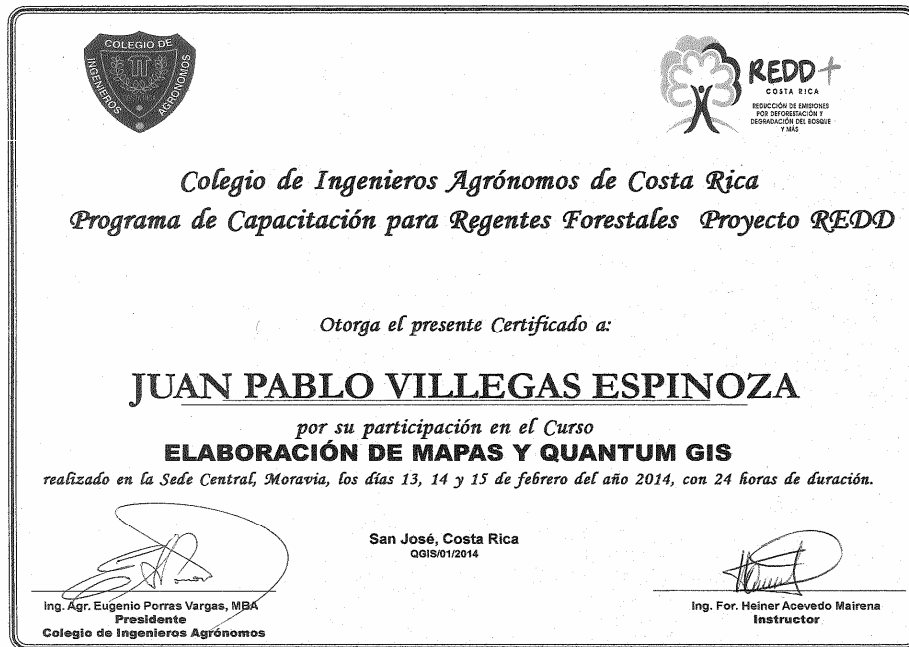 COLEGIO DE
INGENIEROS
AGRONOMOS
REDD+
COSTA RICA
REDUCCIÓN DE EMISIONES
POR DEFORESTACIÓN Y
DEGRADACIÓN DEL BOSQUE
Y MÁS
Colegio de Ingenieros Agrónomos de Costa Rica
Programa de Capacitación para Regentes Forestales Proyecto REDD
Otorga el presente Certificado a:
JUAN PABLO VILLEGAS ESPINOZA
por su participación en el Curso
ELABORACIÓN DE MAPAS Y QUANTUM GIS
realizado en la Sede Central, Moravia, los días 13, 14 y 15 de febrero del año 2014, con 24 horas de duración.
San José, Costa Rica
QGIS/01/2014
Ing. Agr. Eugenio Porras Vargas, MBA
Presidente
Colegio de Ingenieros Agrónomos
Ing. For. Heiner Acevedo Mairena
Instructor